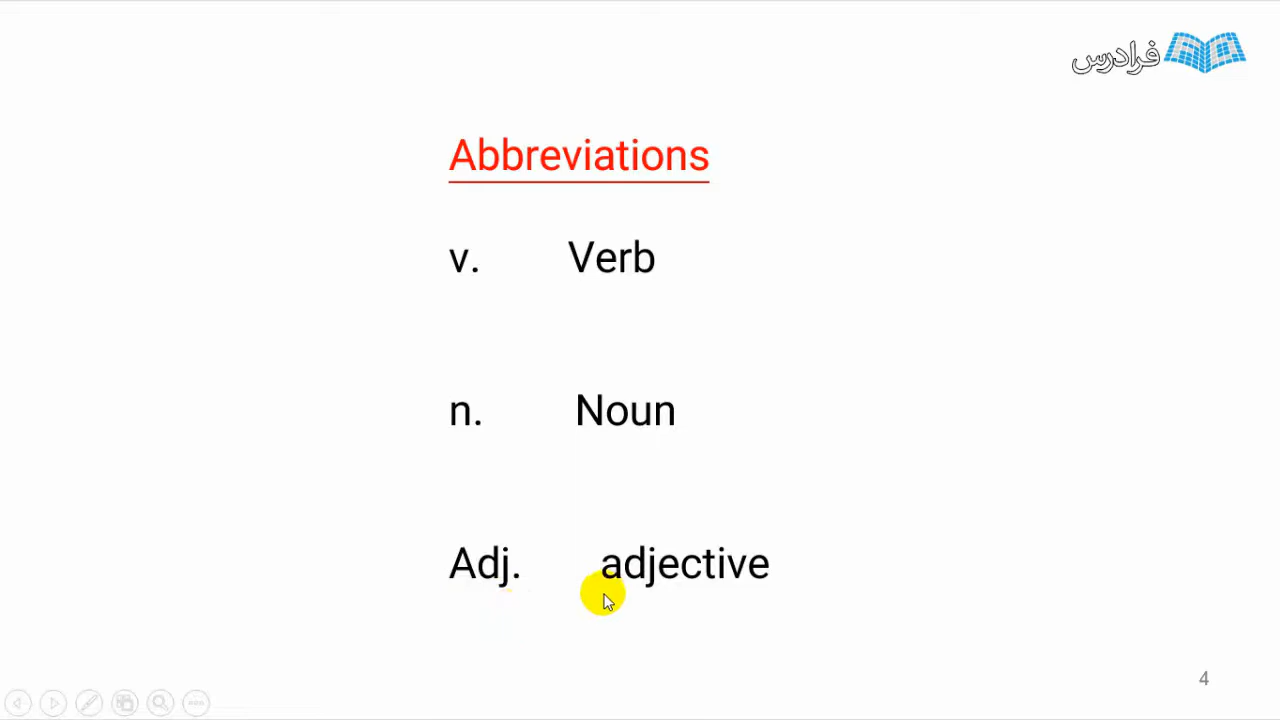 فرادرس
Abbreviations
v. Verb
n. Noun
Adj. adjective
4